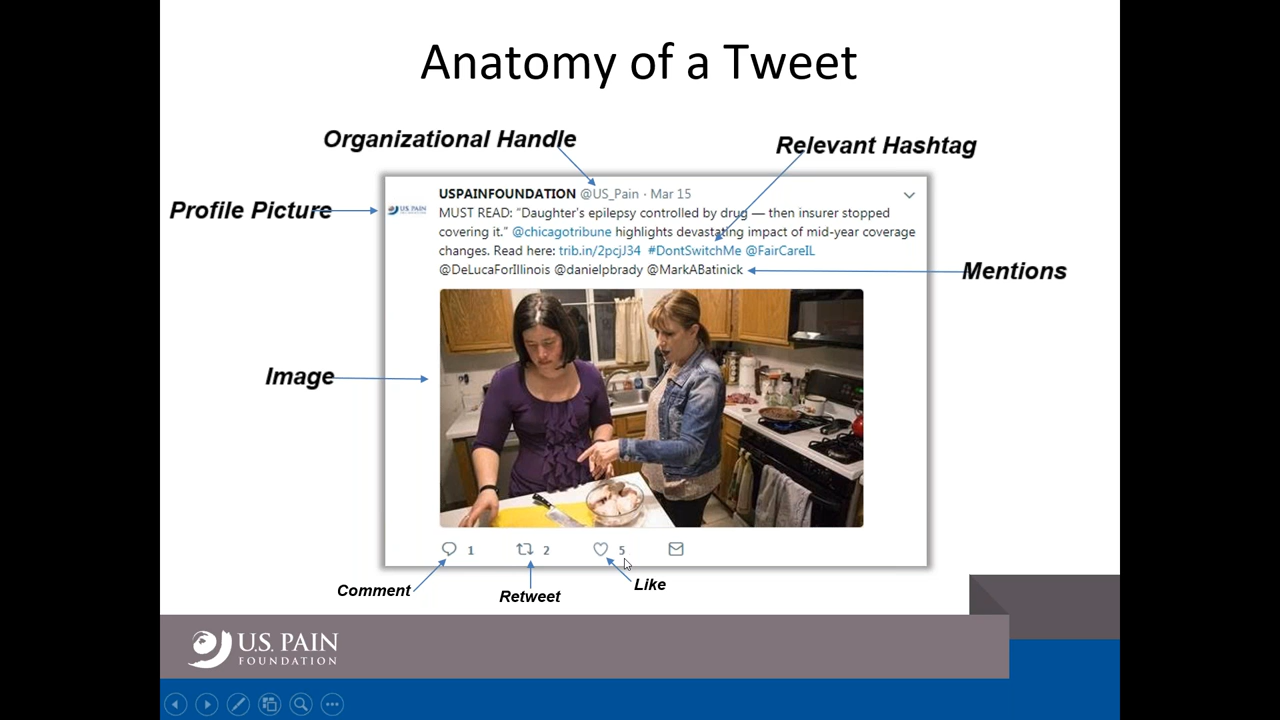 Anatomy of a Tweet
Organizational Handle
Relevant Hashtag
Profile Picture
U.S. PAIN
USPAINFOUNDATION @US_Pain · Mar 15
MUST READ: "Daughter's epilepsy controlled by drug — then insurer stopped
covering it." @chicagotribune highlights devastating impact of mid-year coverage
changes. Read here: trib.in/2pcjJ34 #DontSwitchMe @FairCareIL
@DeLucaForIllinois @danielpbrady @MarkABatinick
Mentions
Image
1 2 5
Comment
Retweet
Like
U.S. PAIN
FOUNDATION